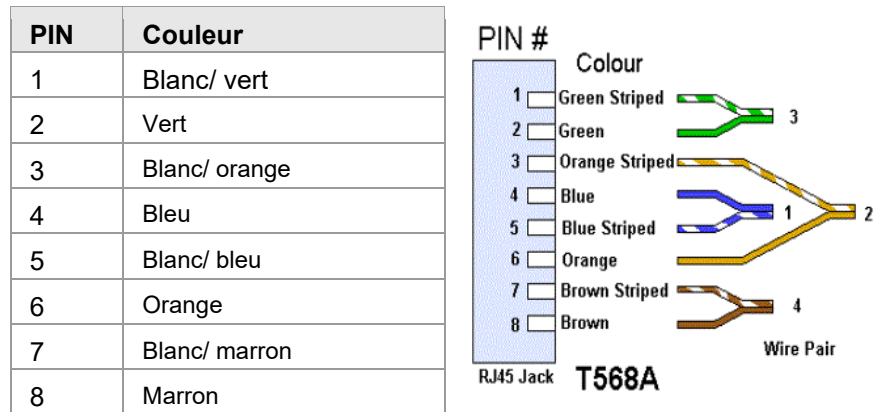 PIN Couleur
1 Blanc/ vert
2 Vert
3 Blanc/ orange
4 Bleu
5 Blanc/ bleu
6 Orange
7 Blanc/ marron
8 Marron
PIN #
Colour
1 Green Striped
3
2 Green
3 Orange Striped
4 Blue
1
2
5 Blue Striped
6 Orange
7 Brown Striped
4
8 Brown
Wire Pair
RJ45 Jack T568A